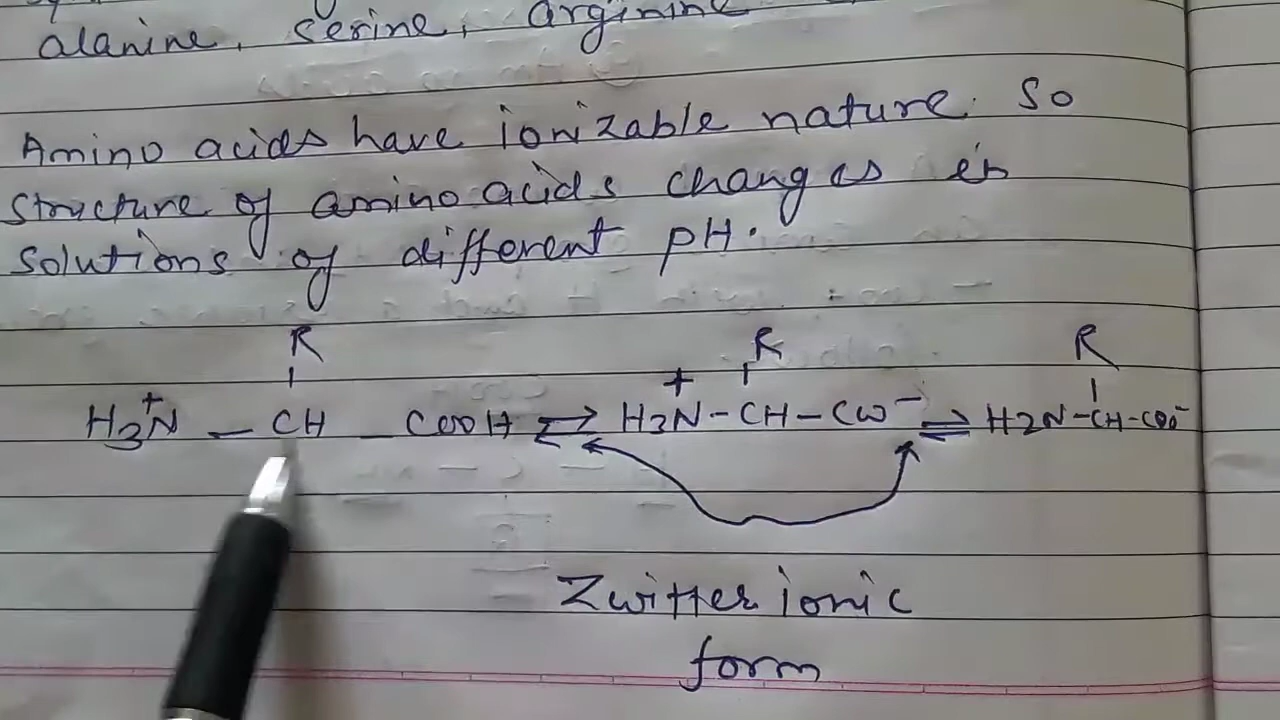 alanine, serine, arginine
Amino acids have ionizable nature. So
structure of amino acids changes in
solutions of different pH.
R R R
H3N+ - CH - COOH ⇌ H3N+ - CH - COO- ⇌ H2N - CH - COO-
Zwitter ionic
form